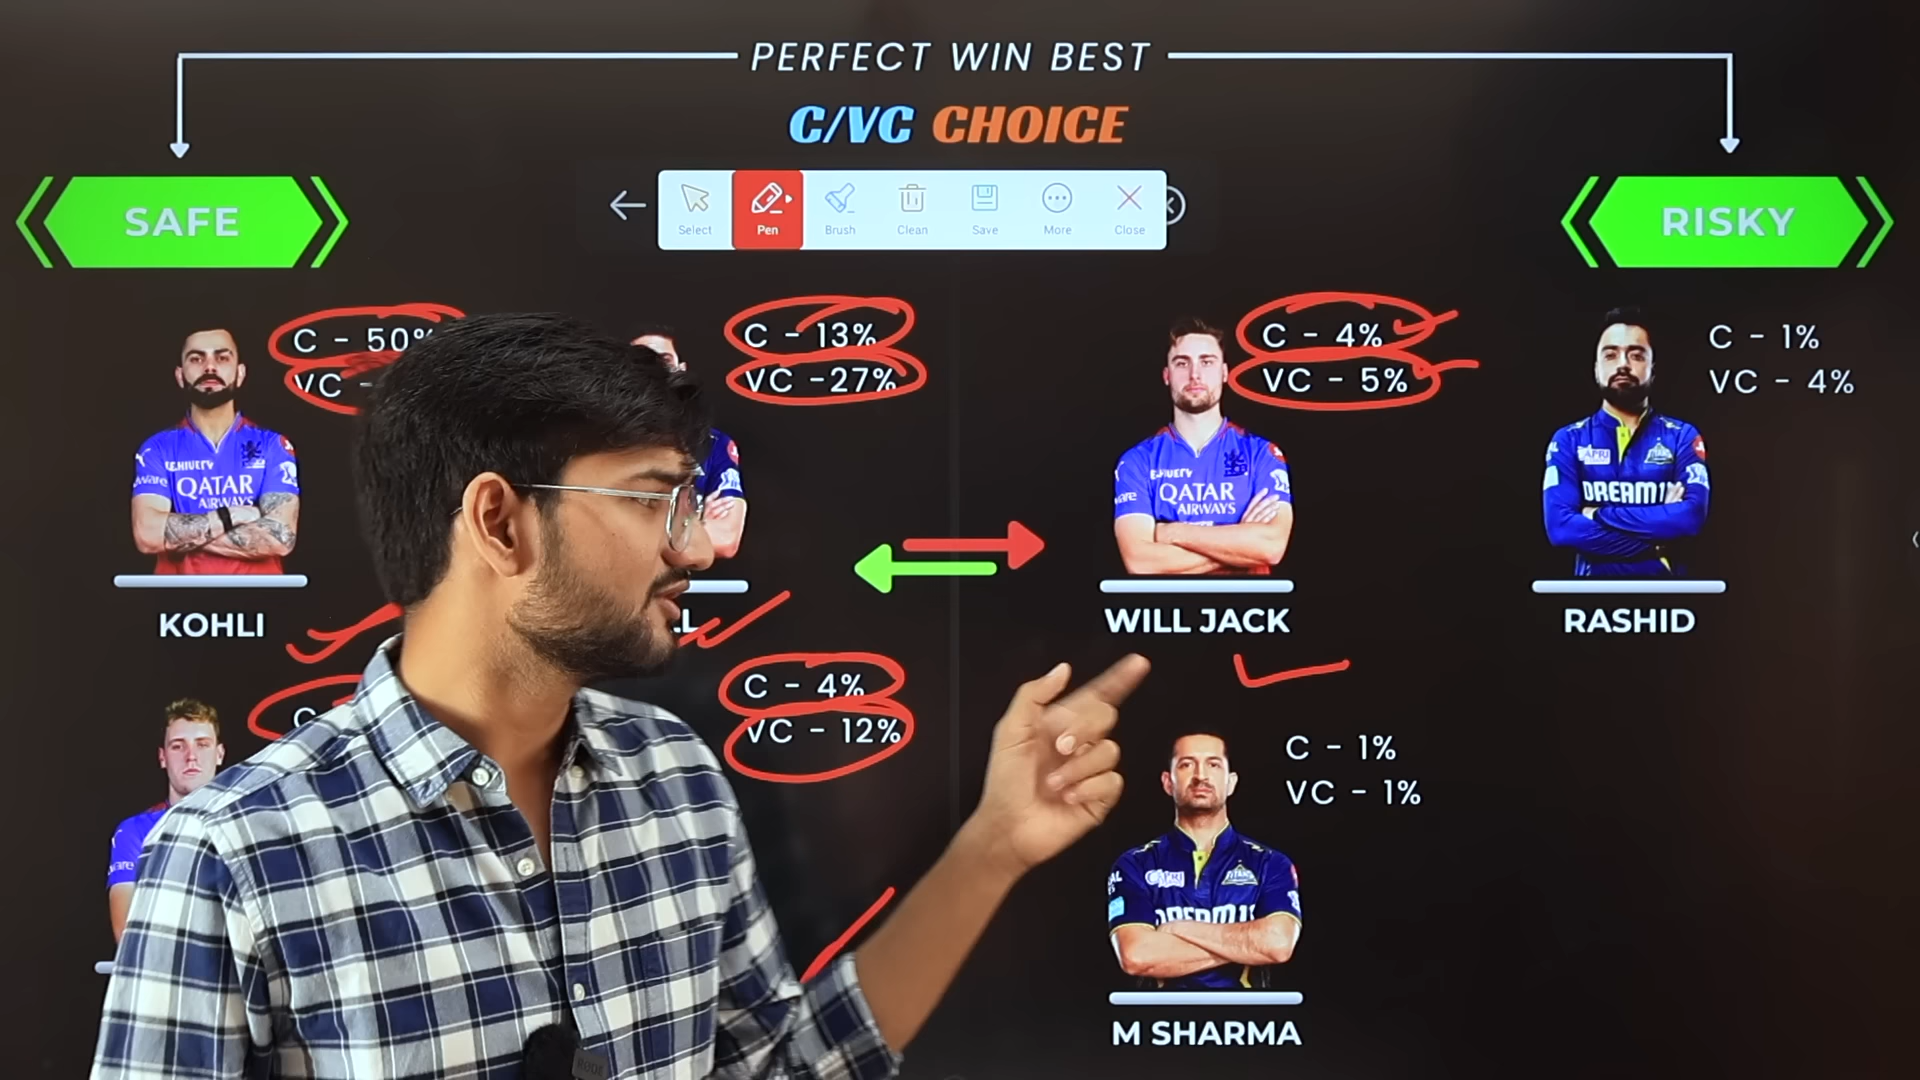 PERFECT WIN BEST
C/VC CHOICE
SAFE
RISKY
Select
Pen
Brush
Clean
Save
More
Close
C - 50%
VC -
KOHLI
C - 13%
VC -27%
C - 4%
VC - 5%
WILL JACK
C - 1%
VC - 4%
RASHID
C - 4%
VC - 12%
C - 1%
VC - 1%
M SHARMA
QATAR
AIRWAYS
QATAR
AIRWAYS
DREAM11
DREAM11